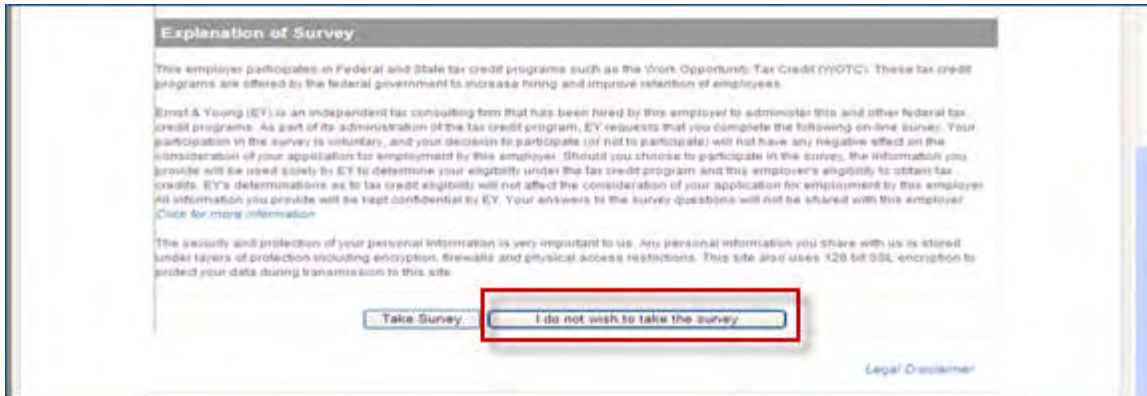 Explanation of Survey
This employer participates in Federal and State tax credit programs such as the Work Opportunity Tax Credit (WOTC). These tax credit
programs are offered by the federal government to increase hiring and improve retention of employees.
Ernst & Young (EY) is an independent tax consulting firm that has been hired by this employer to administer this and other federal tax
credit programs. As part of its administration of the tax credit program, EY requests that you complete the following on-line survey. Your
participation in the survey is voluntary, and your decision to participate (or not to participate) will not have any negative effect on the
consideration of your application for employment by this employer. Should you choose to participate in the survey, the information you
provide will be used solely by EY to determine your eligibility under the tax credit program and this employer's eligibility to obtain tax
credits. EY's determinations as to tax credit eligibility will not affect the consideration of your application for employment by this employer.
All information you provide will be kept confidential by EY. Your answers to the survey questions will not be shared with this employer.
Click for more information
The security and protection of your personal information is very important to us. Any personal information you share with us is stored
under layers of protection including encryption, firewalls and physical access restrictions. This site also uses 128 bit SSL encryption to
protect your data during transmission to this site.
Take Survey I do not wish to take the survey
Legal Disclaimer